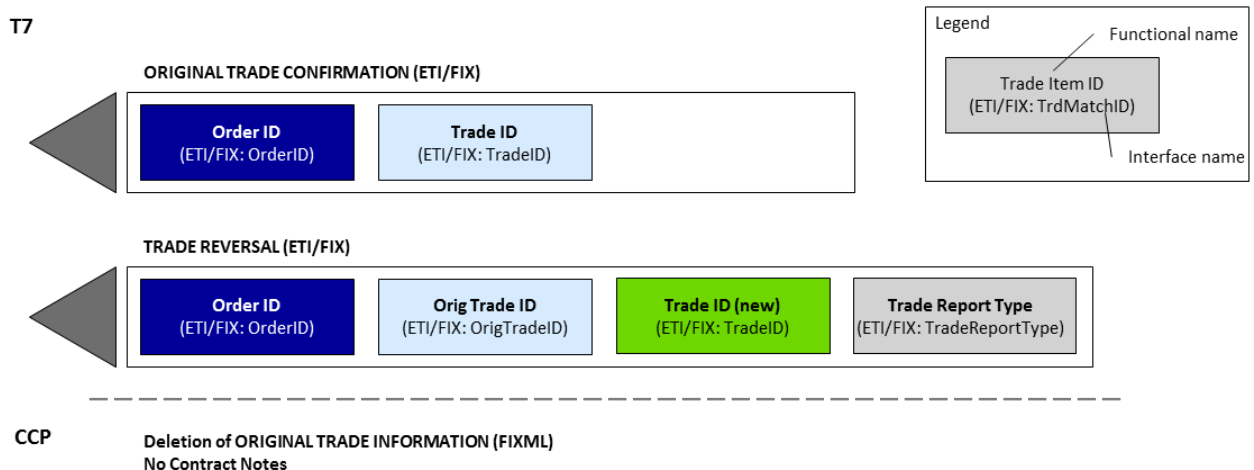 T7
Legend
Functional name
Trade Item ID
(ETI/FIX: TrdMatchID)
Interface name
ORIGINAL TRADE CONFIRMATION (ETI/FIX)
Order ID
(ETI/FIX: OrderID)
Trade ID
(ETI/FIX: TradeID)
TRADE REVERSAL (ETI/FIX)
Order ID
(ETI/FIX: OrderID)
Orig Trade ID
(ETI/FIX: OrigTradeID)
Trade ID (new)
(ETI/FIX: TradeID)
Trade Report Type
(ETI/FIX: TradeReportType)
CCP
Deletion of ORIGINAL TRADE INFORMATION (FIXML)
No Contract Notes